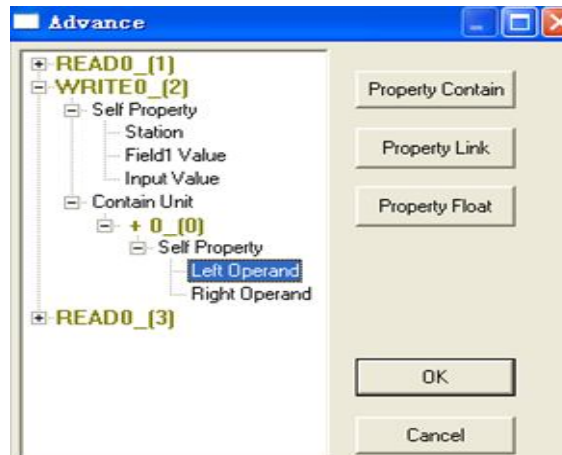 Advance
READ0_(1)
WRITE0_(2)
Self Property
Station
Field1 Value
Input Value
Contain Unit
+ 0_(0)
Self Property
Left Operand
Right Operand
READ0_(3)
Property Contain
Property Link
Property Float
OK
Cancel